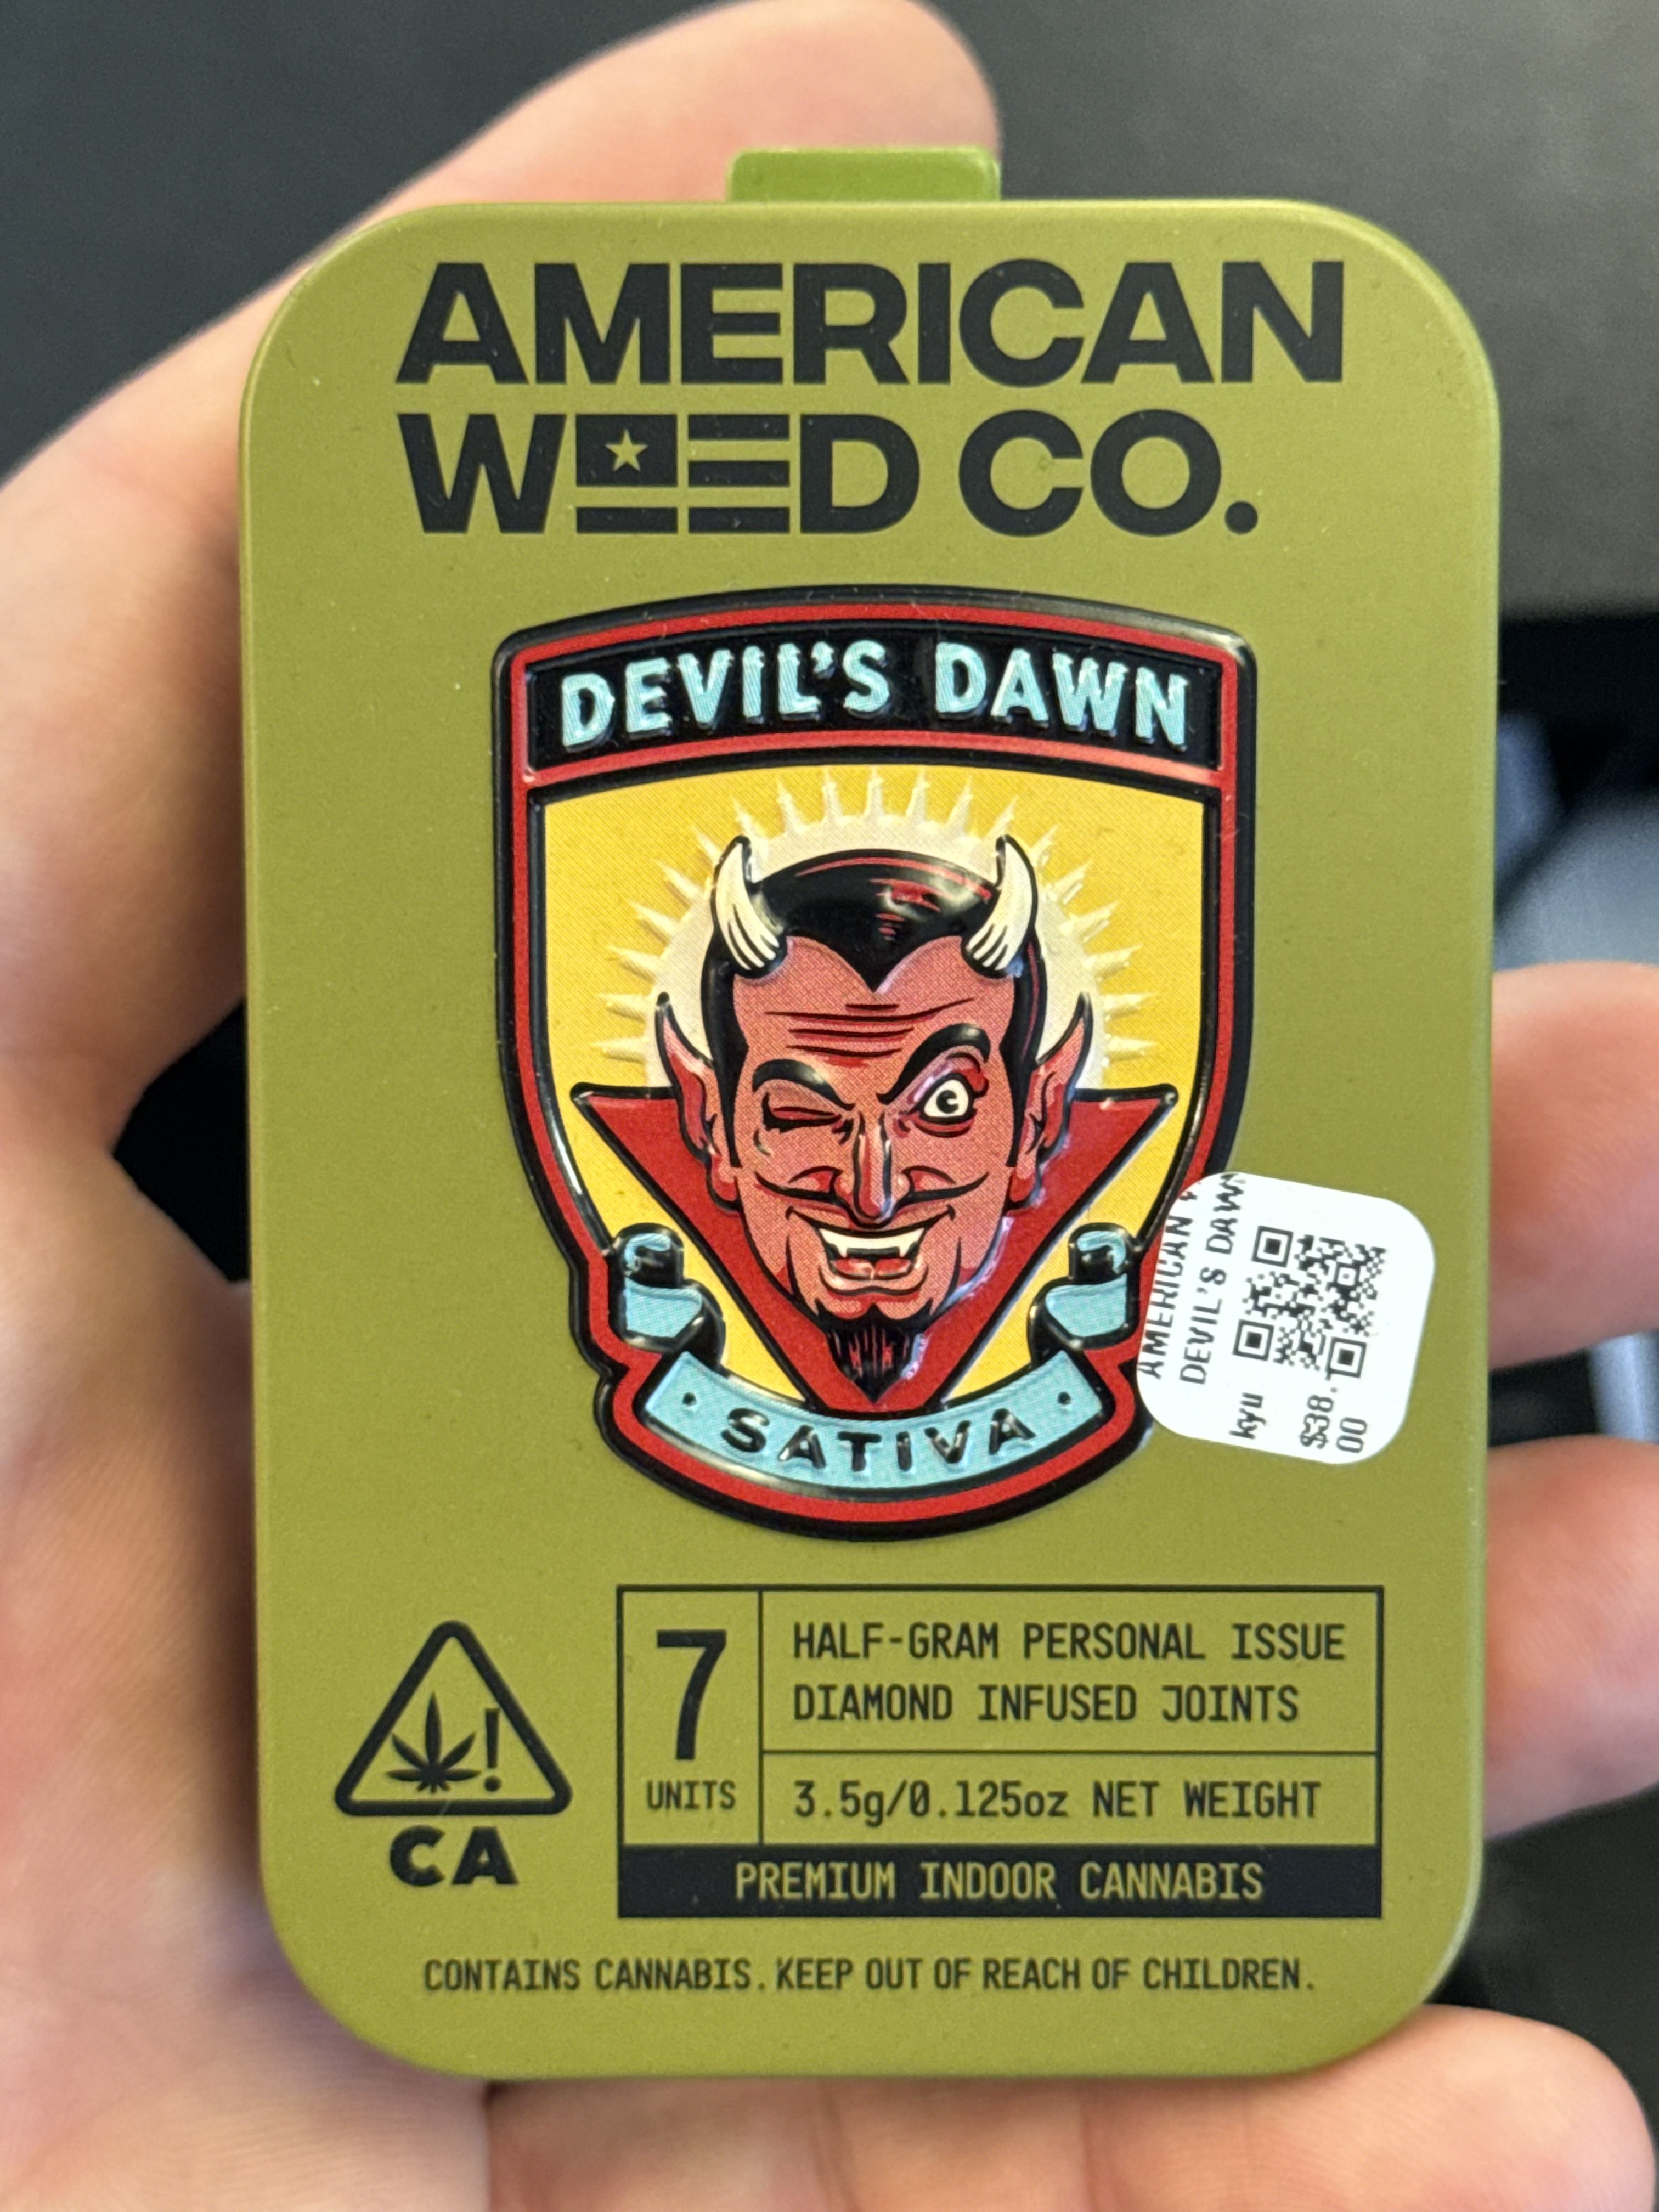 AMERICAN
WEED CO.
DEVIL'S DAWN
SATIVA
AMERICAN
DEVIL'S DAWN
kyu
$38.
00
7
UNITS
HALF-GRAM PERSONAL ISSUE
DIAMOND INFUSED JOINTS
3.5g/0.125oz NET WEIGHT
PREMIUM INDOOR CANNABIS
CA
CONTAINS CANNABIS. KEEP OUT OF REACH OF CHILDREN.